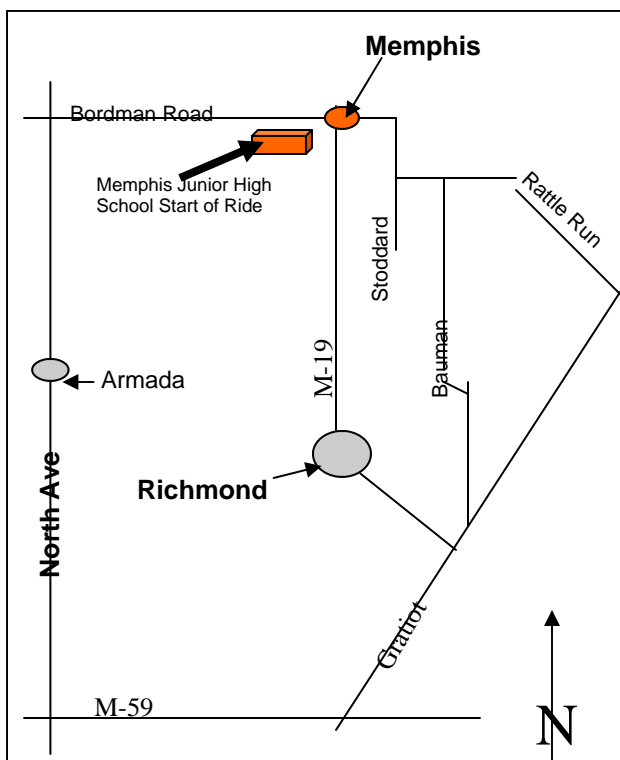 Memphis
Bordman Road
Memphis Junior High
School Start of Ride
Rattle Run
Stoddard
M-19
Bauman
Armada
Richmond
North Ave
Gratiot
M-59
N